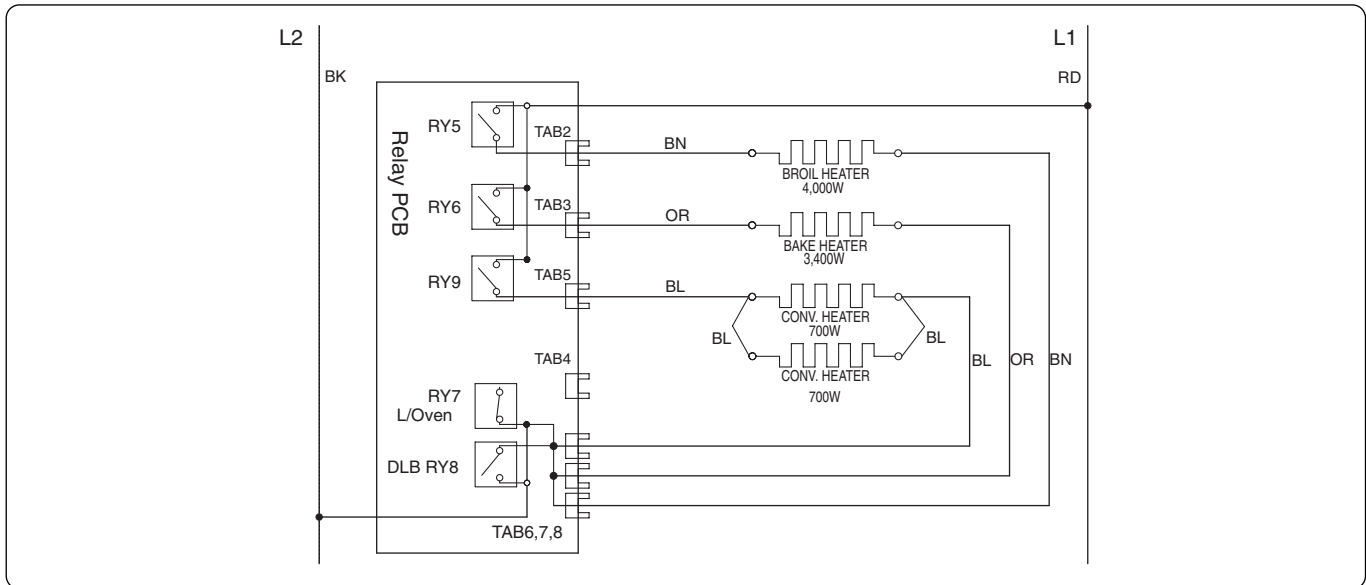 L2
L1
BK
RD
Relay PCB
RY5
TAB2
BN
BROIL HEATER
4,000W
RY6
TAB3
OR
BAKE HEATER
3,400W
RY9
TAB5
BL
CONV. HEATER
700W
BL
BL
CONV. HEATER
700W
BL
OR
BN
TAB4
RY7
L/Oven
DLB RY8
TAB6,7,8